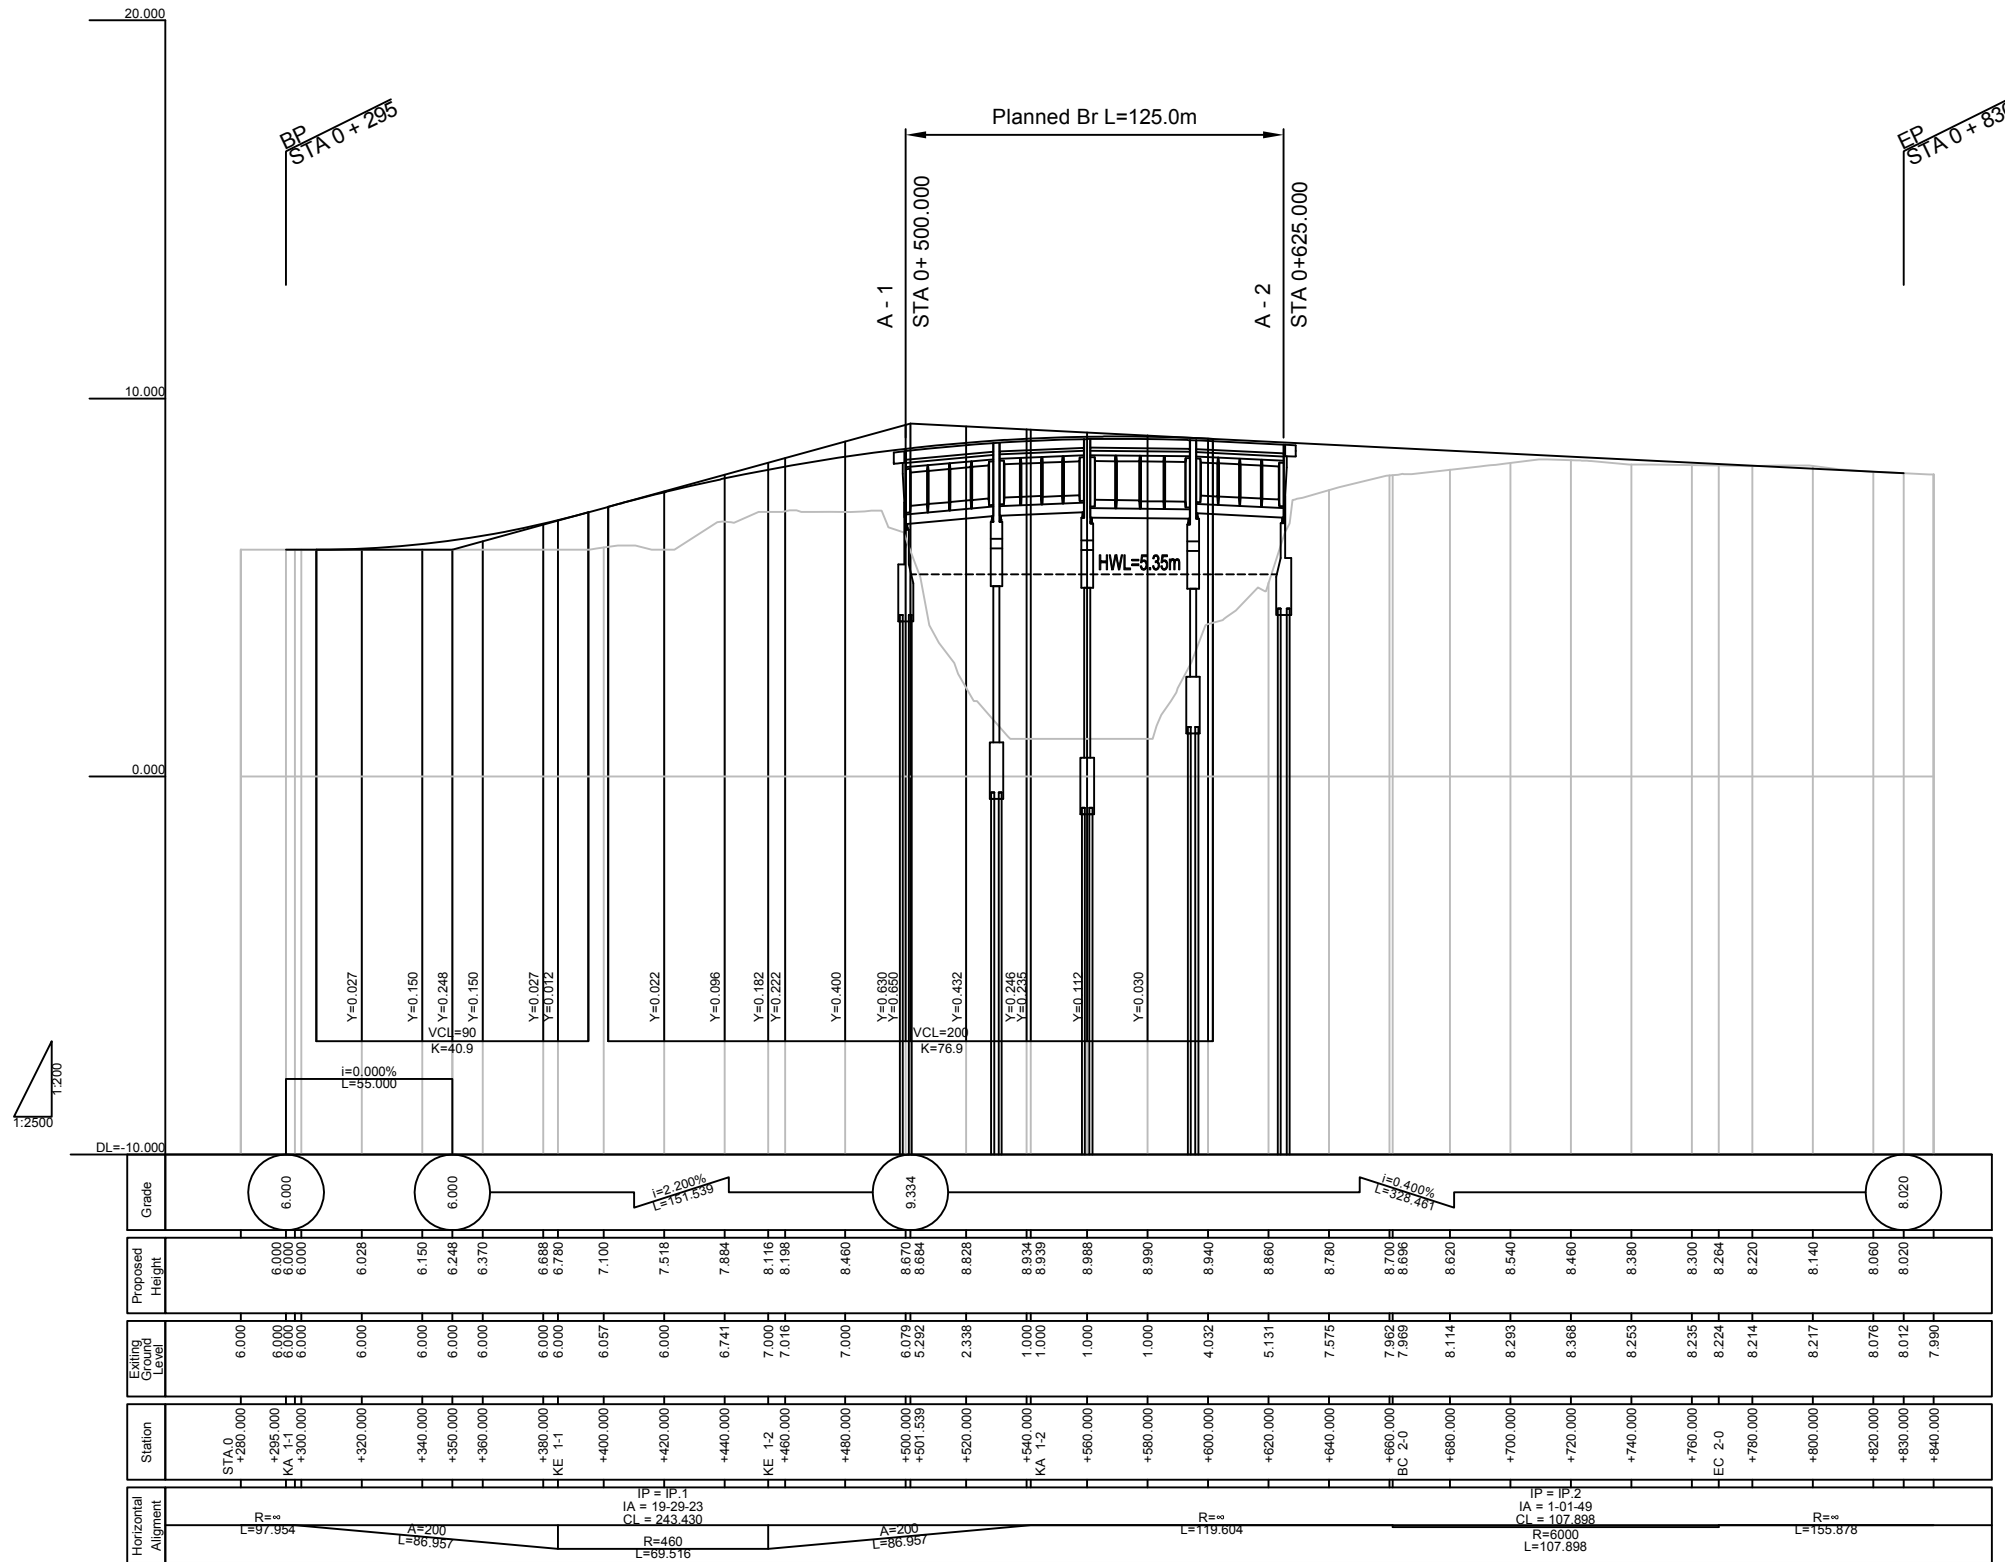 20.000
BP
STA 0 + 295
EP
STA 0 + 830
Planned Br L=125.0m
A - 1
STA 0+ 500.000
A - 2
STA 0+625.000
10.000
HWL=5.35m
0.000
Y=0.027
Y=0.150
Y=0.248
Y=0.150
Y=0.027
Y=0.012
Y=0.022
Y=0.096
Y=0.182
Y=0.222
Y=0.400
Y=0.630
Y=0.650
Y=0.432
Y=0.246
Y=0.235
Y=0.112
Y=0.030
VCL=90
K=40.9
VCL=200
K=76.9
i=0.000%
L=55.000
1:200
1:2500
DL=-10.000
Grade
6.000
6.000
i=2.200%
L=151.539
9.334
i=0.400%
L=328.461
8.020
Proposed
Height
6.000
6.000
6.000
6.028
6.150
6.248
6.370
6.688
6.780
7.100
7.518
7.884
8.116
8.198
8.460
8.670
8.684
8.828
8.934
8.939
8.988
8.990
8.940
8.860
8.780
8.700
8.696
8.620
8.540
8.460
8.380
8.300
8.264
8.220
8.140
8.060
8.020
Exiting
Ground
Level
6.000
6.000
6.000
6.000
6.000
6.000
6.000
6.000
6.000
6.000
6.057
6.000
6.741
7.000
7.016
7.000
6.079
5.292
2.338
1.000
1.000
1.000
1.000
4.032
5.131
7.575
7.962
7.969
8.114
8.293
8.368
8.253
8.235
8.224
8.214
8.217
8.076
8.012
7.990
Station
STA.0
+280.000
+295.000
KA 1-1
+300.000
+320.000
+340.000
+350.000
+360.000
+380.000
KE 1-1
+400.000
+420.000
+440.000
KE 1-2
+460.000
+480.000
+500.000
+501.539
+520.000
+540.000
KA 1-2
+560.000
+580.000
+600.000
+620.000
+640.000
+660.000
BC 2-0
+680.000
+700.000
+720.000
+740.000
+760.000
EC 2-0
+780.000
+800.000
+820.000
+830.000
+840.000
Horizontal
Aligment
R=∞
L=97.954
A=200
L=86.957
IP = IP.1
IA = 19-29-23
CL = 243.430
R=460
L=69.516
A=200
L=86.957
R=∞
L=119.604
IP = IP.2
IA = 1-01-49
CL = 107.898
R=6000
L=107.898
R=∞
L=155.878